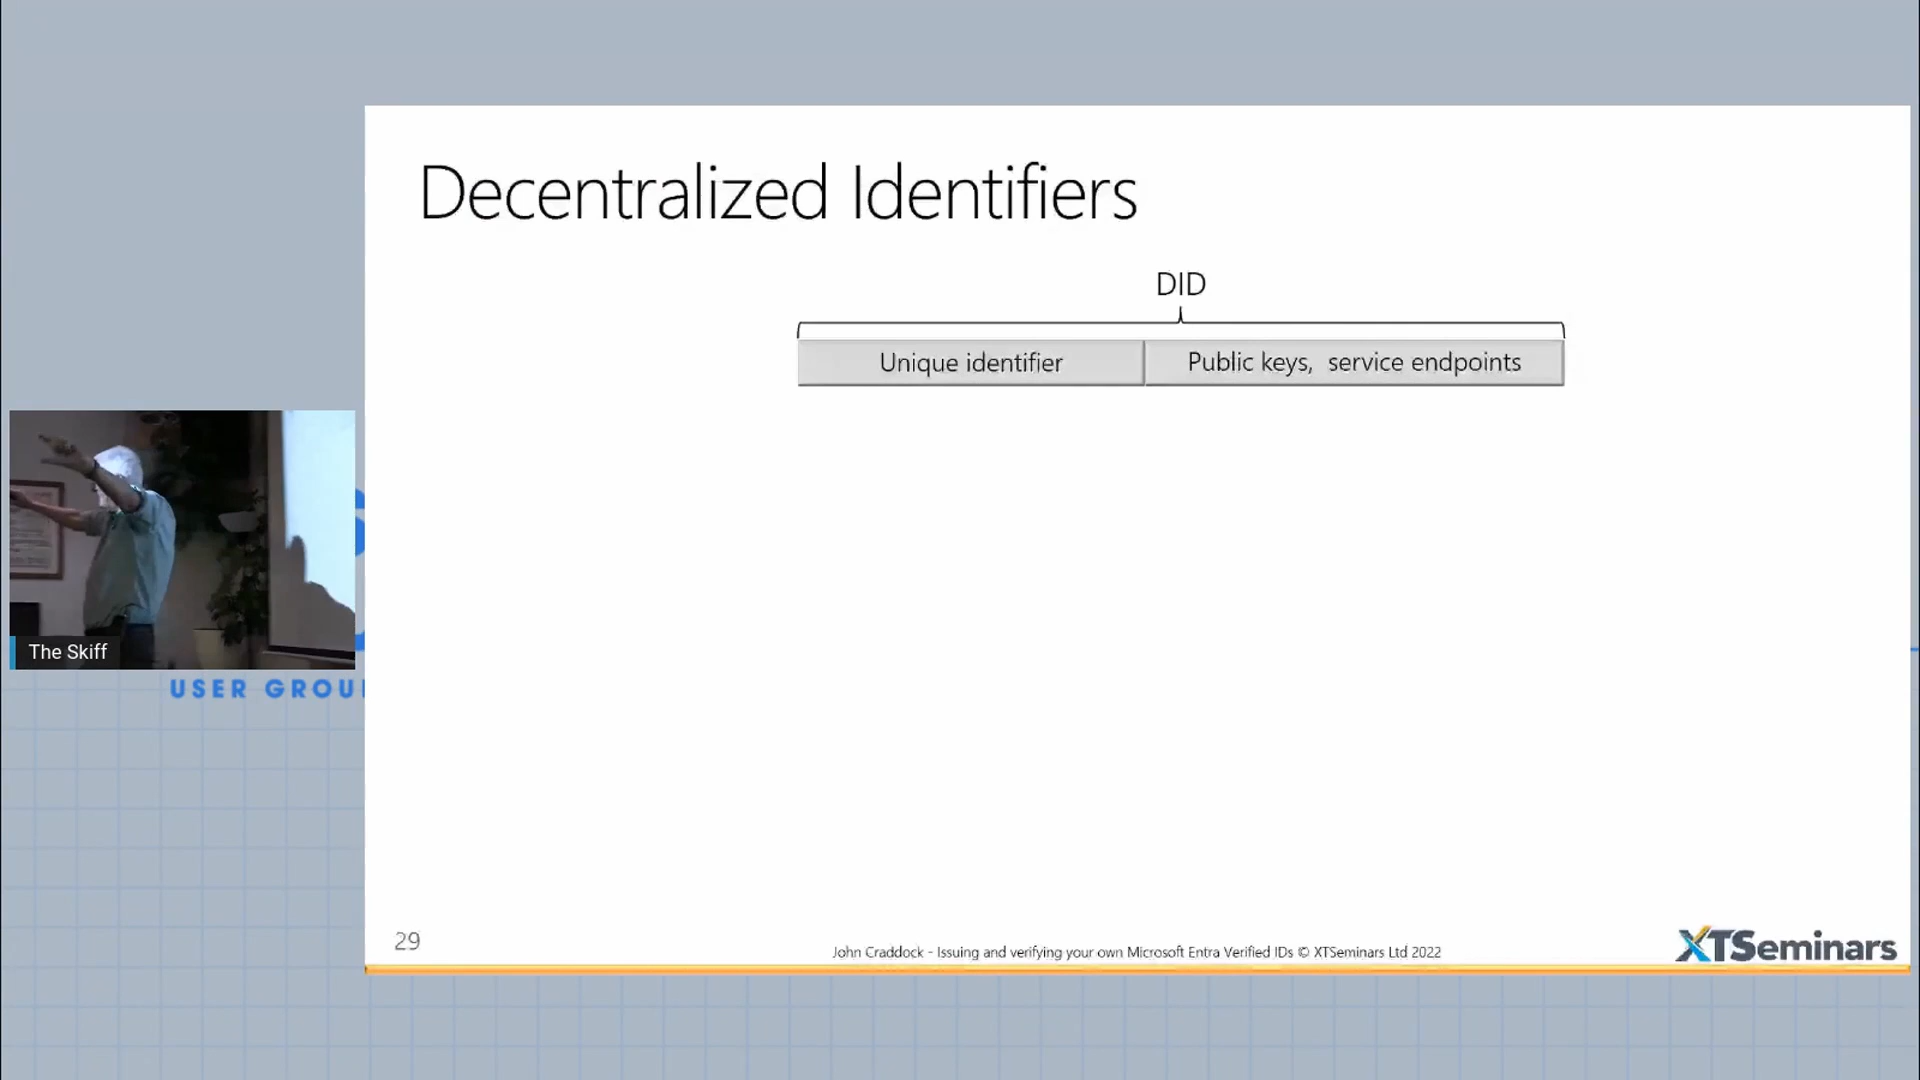 Decentralized Identifiers
DID
Unique identifier
Public keys, service endpoints
The Skiff
USER GROU
29
John Craddock - Issuing and verifying your own Microsoft Entra Verified IDs © XTSeminars Ltd 2022
XTSeminars